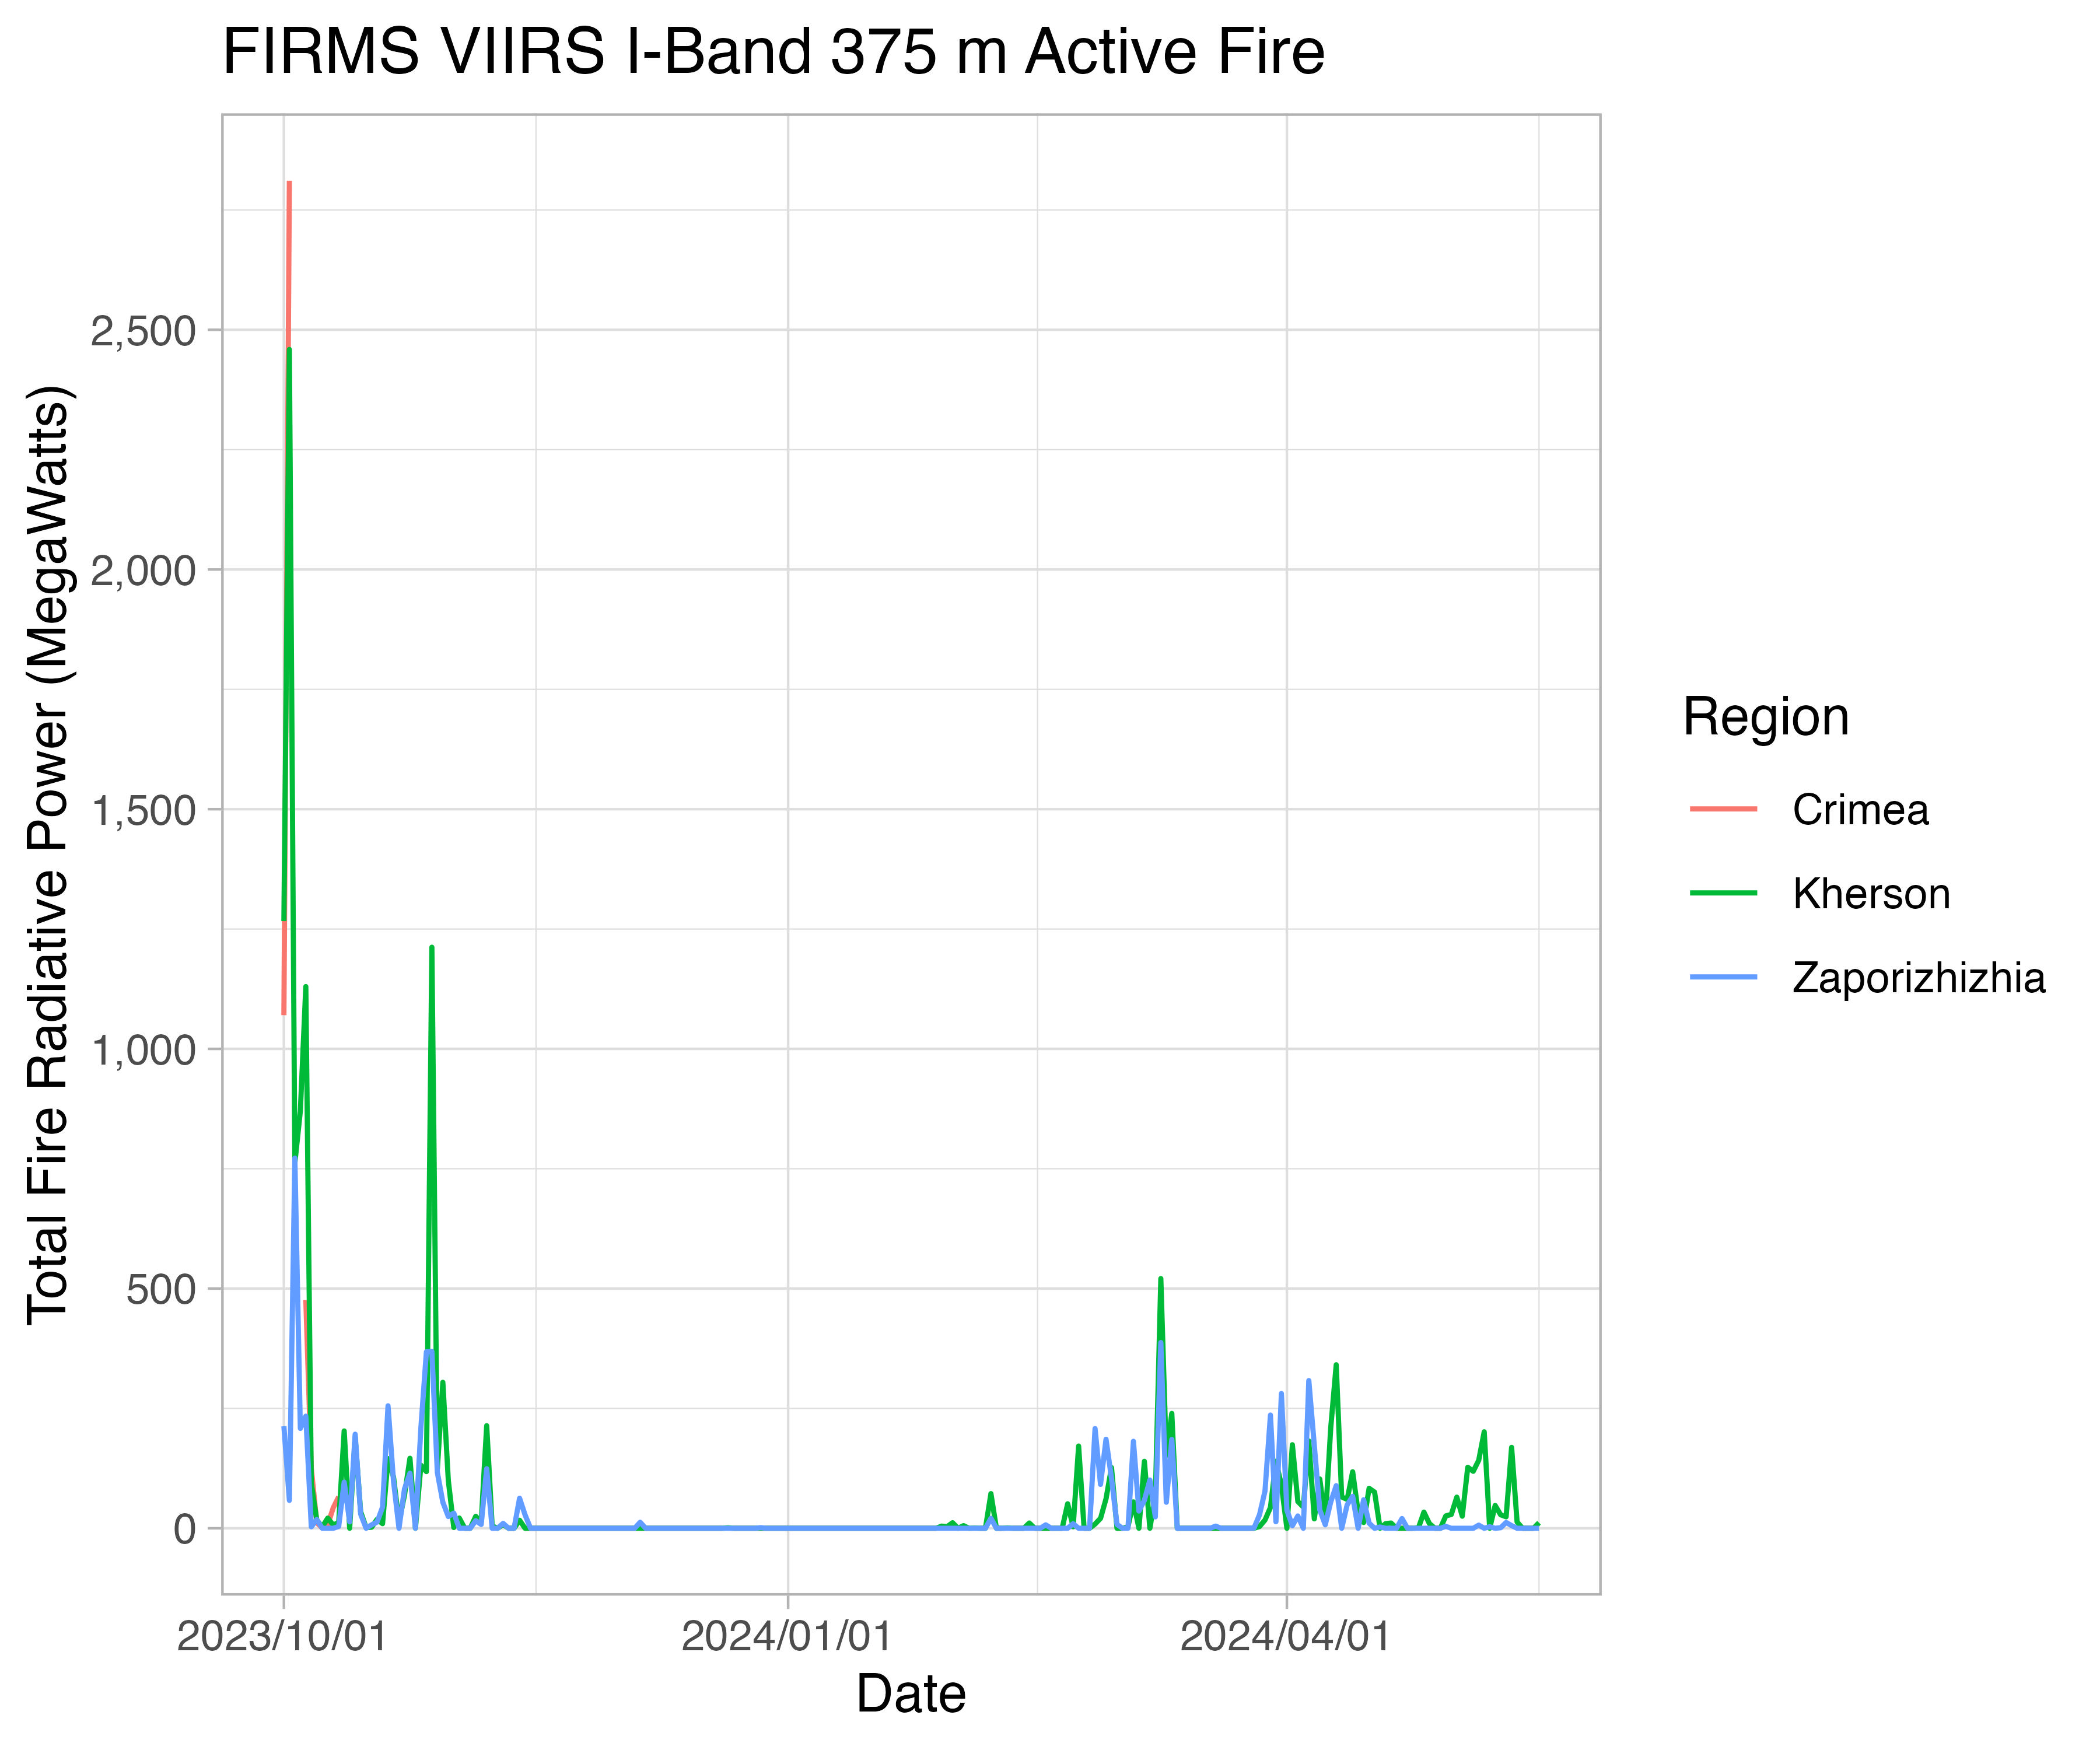 FIRMS VIIRS I-Band 375 m Active Fire
Total Fire Radiative Power (MegaWatts)
2,500
2,000
1,500
1,000
500
0
2023/10/01
2024/01/01
2024/04/01
Date
Region
Crimea
Kherson
Zaporizhizhia